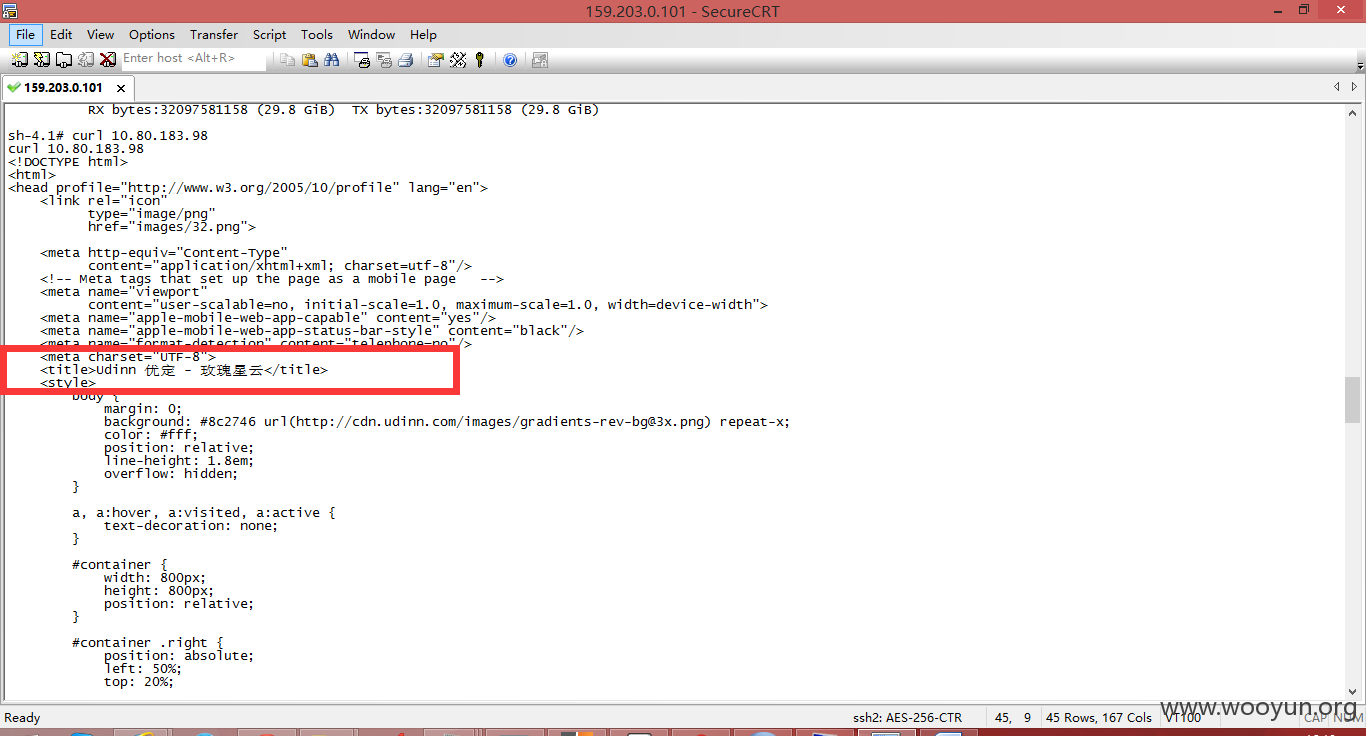 159.203.0.101 - SecureCRT
File Edit View Options Transfer Script Tools Window Help
Enter host <Alt+R>
159.203.0.101
RX bytes:32097581158 (29.8 GiB)  TX bytes:32097581158 (29.8 GiB)
sh-4.1# curl 10.80.183.98
curl 10.80.183.98
<!DOCTYPE html>
<html>
<head profile="http://www.w3.org/2005/10/profile" lang="en">
<link rel="icon"
type="image/png"
href="images/32.png">
<meta http-equiv="Content-Type"
content="application/xhtml+xml; charset=utf-8"/>
<!-- Meta tags that set up the page as a mobile page   -->
<meta name="viewport"
content="user-scalable=no, initial-scale=1.0, maximum-scale=1.0, width=device-width">
<meta name="apple-mobile-web-app-capable" content="yes"/>
<meta name="apple-mobile-web-app-status-bar-style" content="black"/>
<meta name="format-detection" content="telephone=no"/>
<meta charset="UTF-8">
<title>Udinn 优定 - 玫瑰星云</title>
<style>
body {
margin: 0;
background: #8c2746 url(http://cdn.udinn.com/images/gradients-rev-bg@3x.png) repeat-x;
color: #fff;
position: relative;
line-height: 1.8em;
overflow: hidden;
}
a, a:hover, a:visited, a:active {
text-decoration: none;
}
#container {
width: 800px;
height: 800px;
position: relative;
}
#container .right {
position: absolute;
left: 50%;
top: 20%;
Ready ssh2: AES-256-CTR 45, 9 45 Rows, 167 Cols VT100 CAP NUM
www.wooyun.org